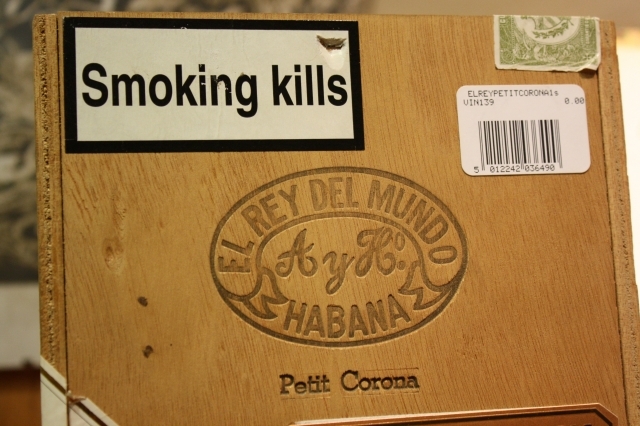 Smoking kills
ELREYPETITCORONA1s
VIN139 0.00
5 012242 036490
EL REY DEL MUNDO
A y Hº.
HABANA
Petit Corona